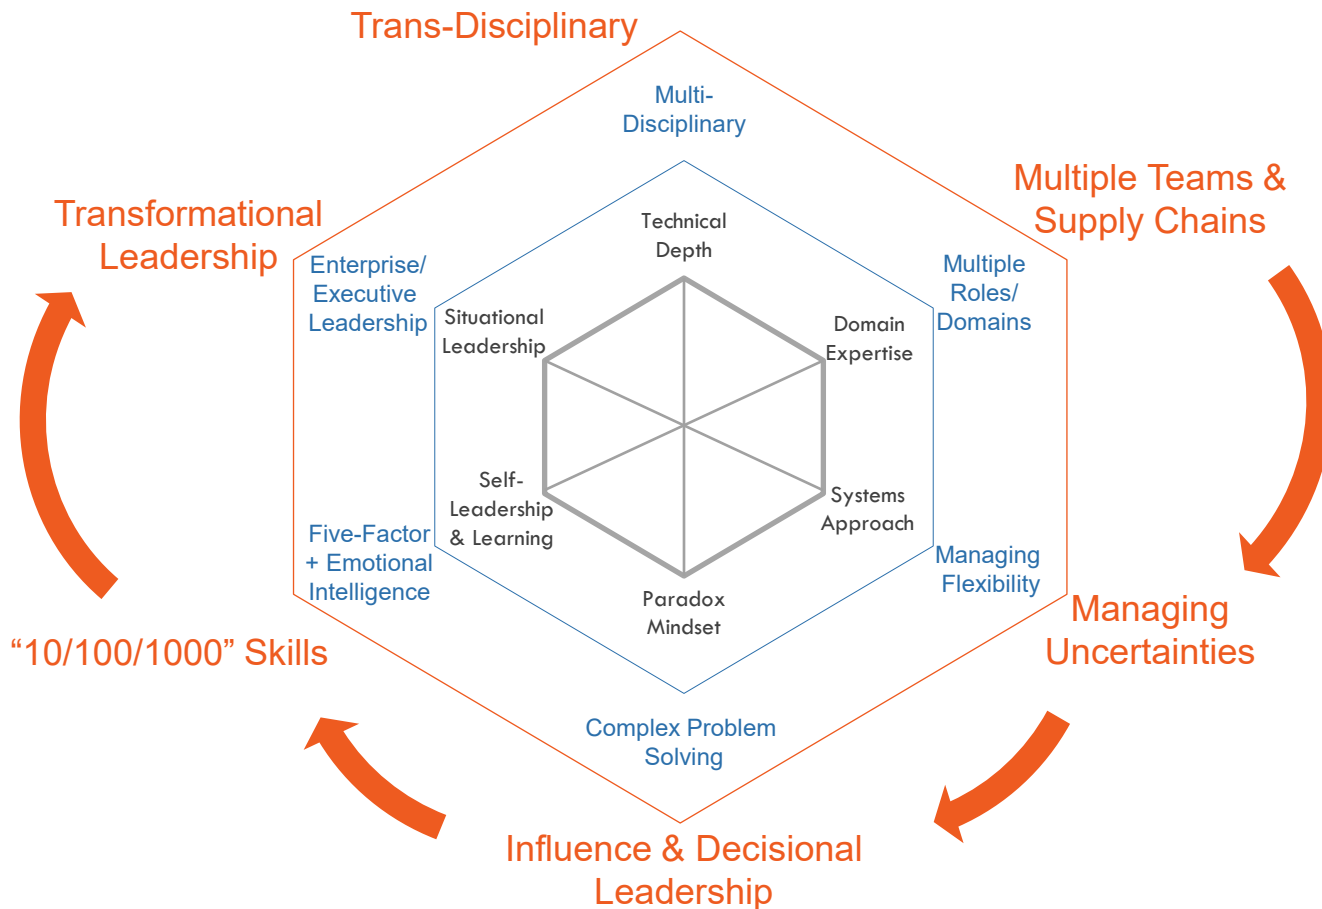 Trans-Disciplinary
Multi-
Disciplinary
Multiple Teams &
Supply Chains
Transformational
Leadership
Technical
Depth
Enterprise/
Executive
Leadership
Multiple
Roles/
Domains
Situational
Leadership
Domain
Expertise
Self-
Leadership
& Learning
Systems
Approach
Five-Factor
+ Emotional
Intelligence
Managing
Flexibility
Paradox
Mindset
Managing
Uncertainties
“10/100/1000” Skills
Complex Problem
Solving
Influence & Decisional
Leadership